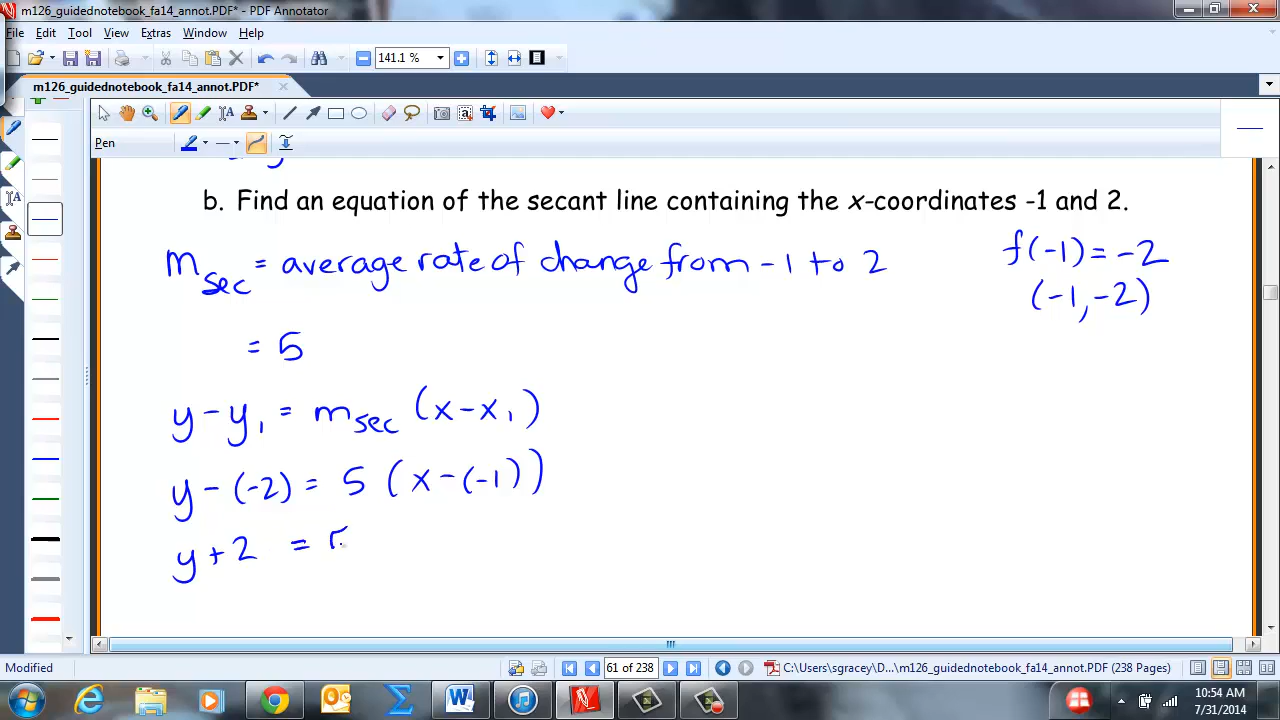 m126_guidednotebook_fa14_annot.PDF* - PDF Annotator
File Edit Tool View Extras Window Help
141.1 %
m126_guidednotebook_fa14_annot.PDF*
Pen
b. Find an equation of the secant line containing the x-coordinates -1 and 2.
m sec = average rate of change from -1 to 2
f(-1) = -2
(-1, -2)
= 5
y - y₁ = m sec (x - x₁)
y - (-2) = 5 (x - (-1))
y + 2 =
Modified
61 of 238
C:\Users\sgracey\D...\m126_guidednotebook_fa14_annot.PDF (238 Pages)
10:54 AM
7/31/2014